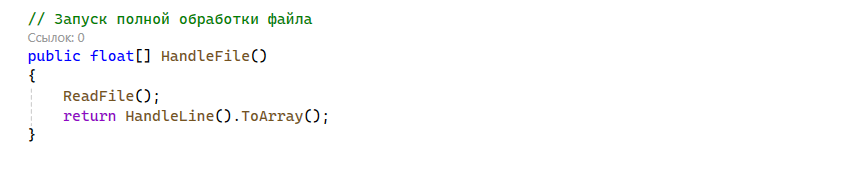 // Запуск полной обработки файла
Ссылок: 0
public float[] HandleFile()
{
ReadFile();
return HandleLine().ToArray();
}